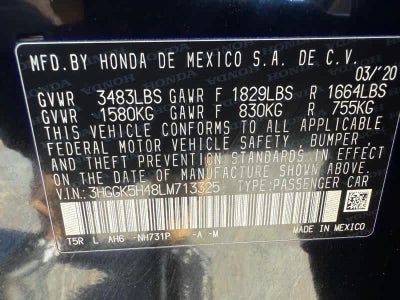 MFD.BY HONDA DE MEXICO S.A. DE C.V.
03/'20
GVWR 3483LBS GAWR F 1829LBS R 1664LBS
GVWR 1580KG GAWR F 830KG R 755KG
THIS VEHICLE CONFORMS TO ALL APPLICABLE
FEDERAL MOTOR VEHICLE SAFETY, BUMPER,
AND THEFT PREVENTION STANDARDS IN EFFECT
ON THE DATE OF MANUFACTURE SHOWN ABOVE.
V.I.N.: 3HGGK5H48LM713325 TYPE:PASSENGER CAR
T5R L AH6 -NH731P -A -M MADE IN MEXICO